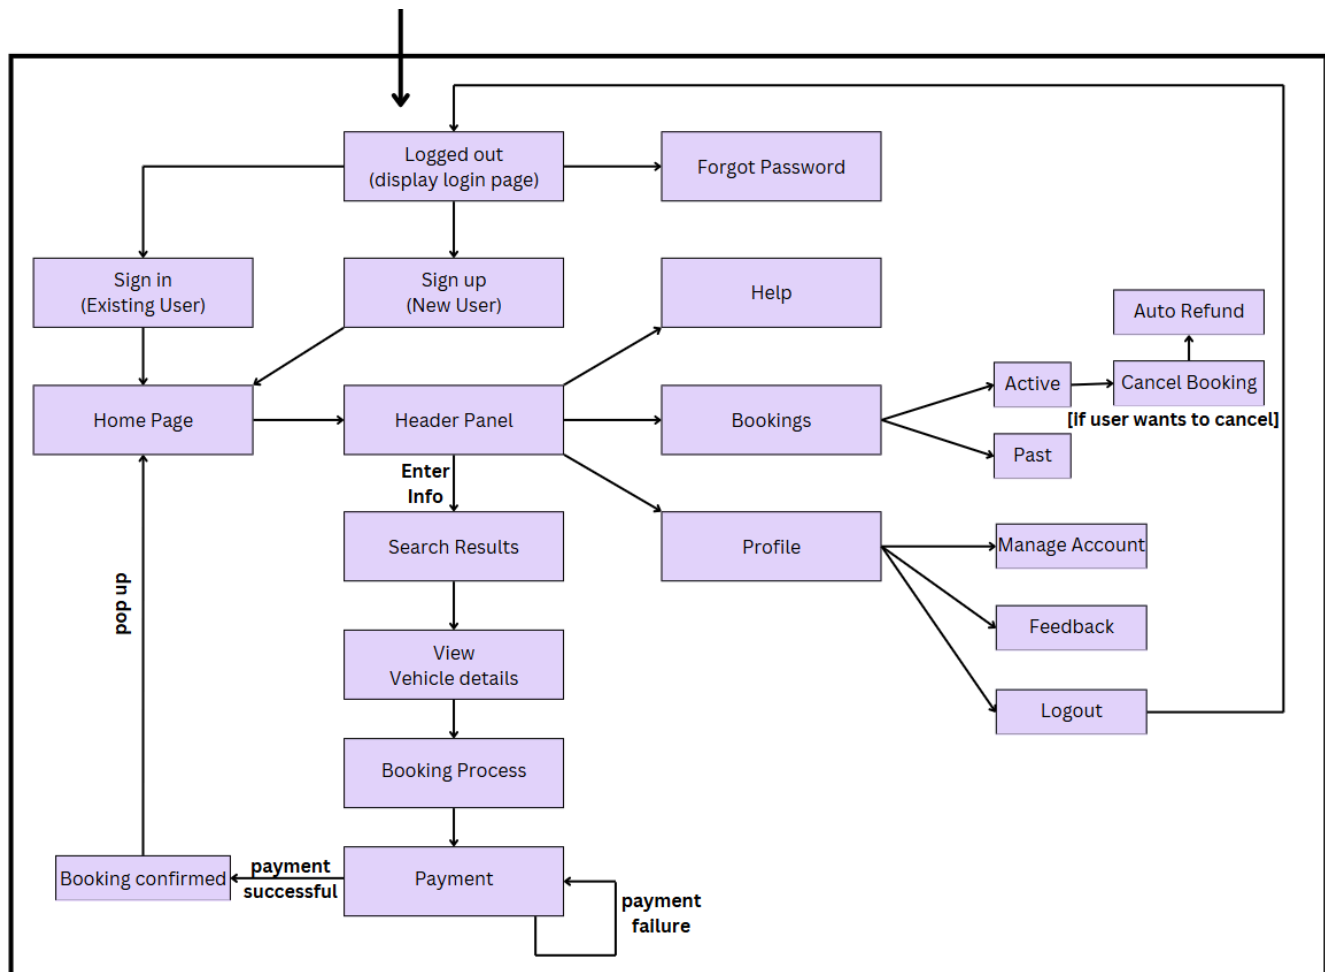 Logged out
(display login page)
Forgot Password
Sign in
(Existing User)
Sign up
(New User)
Help
Auto Refund
Home Page
Header Panel
Bookings
Active
Cancel Booking
[if user wants to cancel]
Past
Enter
Info
Search Results
Profile
Manage Account
pop up
Feedback
View
Vehicle details
Logout
Booking Process
Booking confirmed
payment
successful
Payment
payment
failure